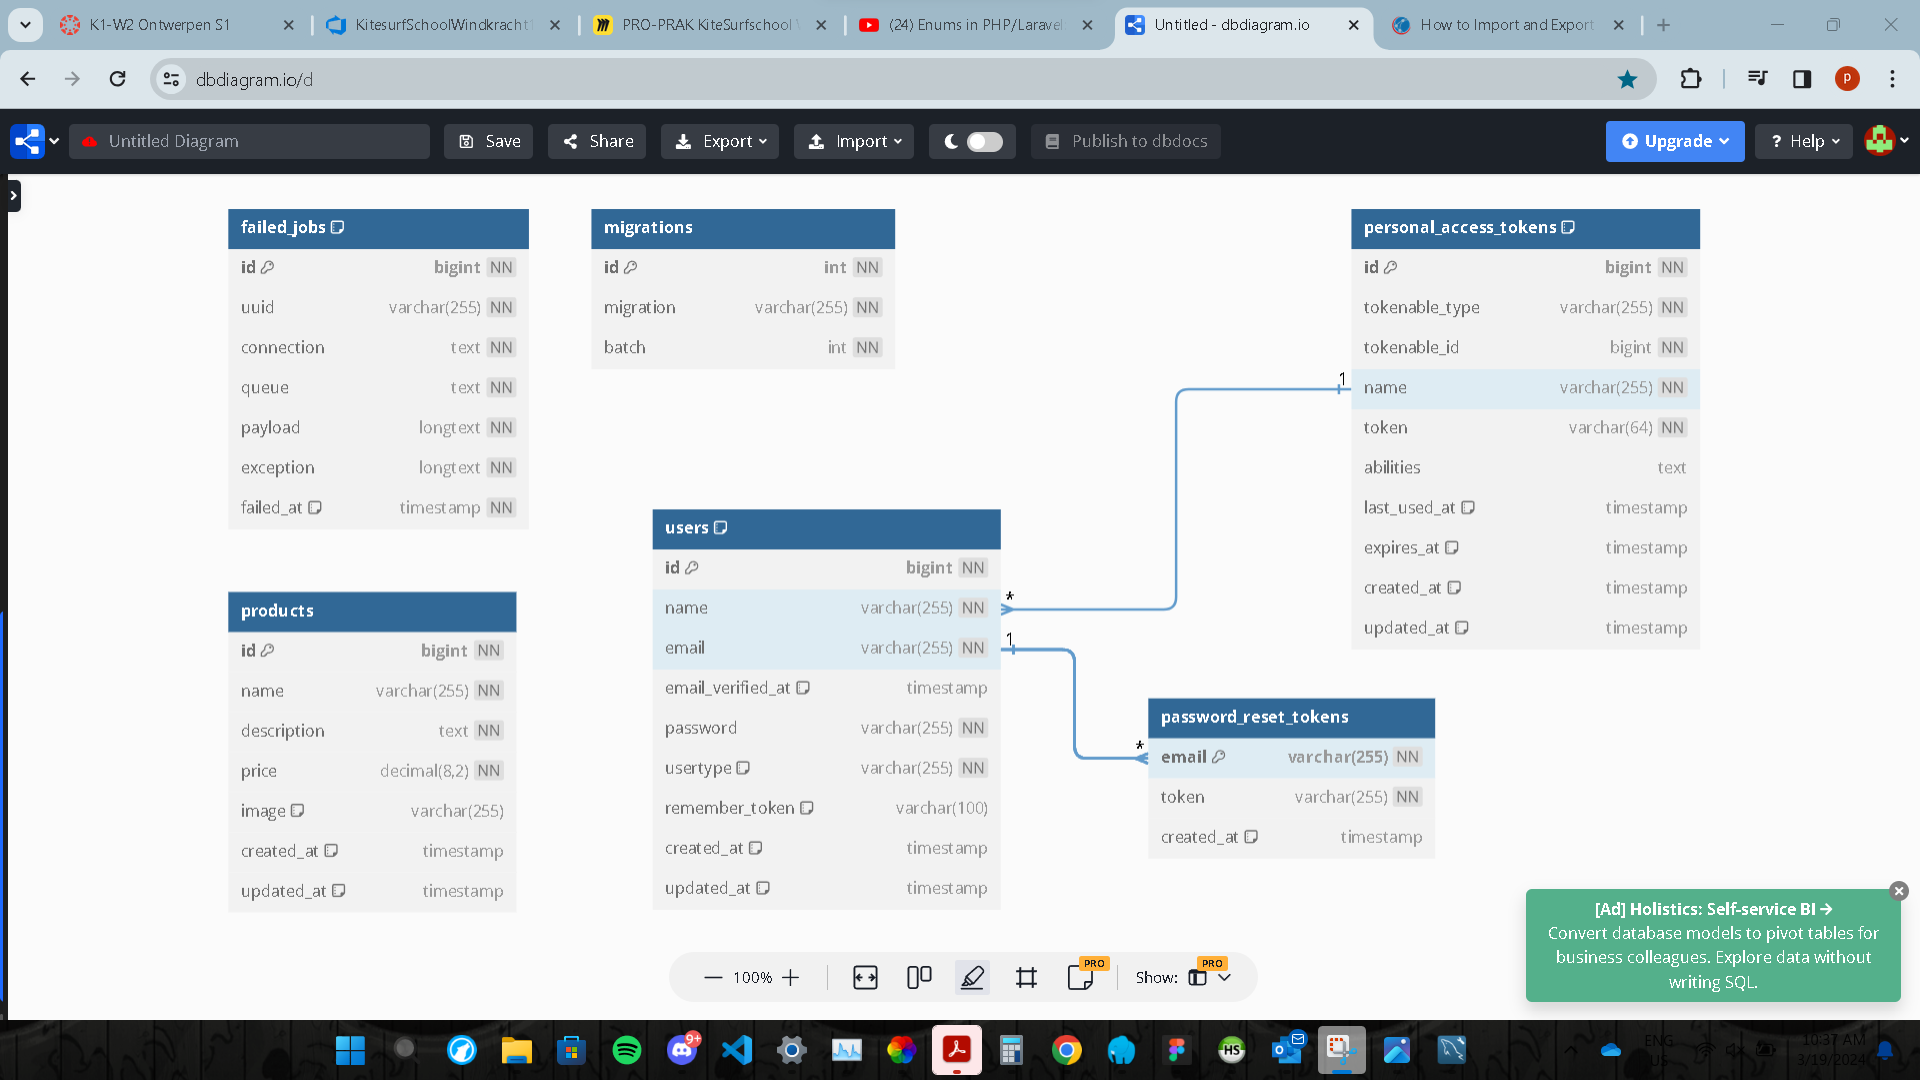 K1-W2 Ontwerpen S1
KitesurfSchoolWindkracht
PRO-PRAK KiteSurfschool
(24) Enums in PHP/Laravel
Untitled - dbdiagram.io
How to Import and Export
dbdiagram.io/d
P
Untitled Diagram
Save
Share
Export
Import
Publish to dbdocs
Upgrade
? Help
failed_jobs
id bigint NN
uuid varchar(255) NN
connection text NN
queue text NN
payload longtext NN
exception longtext NN
failed_at timestamp NN
migrations
id int NN
migration varchar(255) NN
batch int NN
personal_access_tokens
id bigint NN
tokenable_type varchar(255) NN
tokenable_id bigint NN
1
name varchar(255) NN
token varchar(64) NN
abilities text
last_used_at timestamp
expires_at timestamp
created_at timestamp
updated_at timestamp
users
id bigint NN
name varchar(255) NN *
email varchar(255) NN 1
email_verified_at timestamp
password varchar(255) NN
usertype varchar(255) NN
remember_token varchar(100)
created_at timestamp
updated_at timestamp
products
id bigint NN
name varchar(255) NN
description text NN
price decimal(8,2) NN
image varchar(255)
created_at timestamp
updated_at timestamp
password_reset_tokens
* email varchar(255) NN
token varchar(255) NN
created_at timestamp
[Ad] Holistics: Self-service BI →
Convert database models to pivot tables for
business colleagues. Explore data without
writing SQL.
100%
PRO
Show:
PRO
9+
HS
ENG
US
10:37 AM
3/19/2024